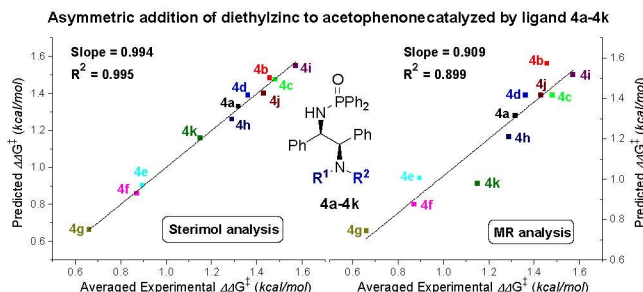 Asymmetric addition of diethylzinc to acetophenonecatalyzed by ligand 4a-4k
Slope = 0.994
R² = 0.995
1.6
1.4
1.2
1.0
0.8
0.6
Predicted ΔΔG‡ (kcal/mol)
4i
4b
4c
4d
4j
4a
4h
4k
4e
4f
4g
Sterimol analysis
0.6 0.8 1.0 1.2 1.4 1.6
Averaged Experimental ΔΔG‡ (kcal/mol)
O
HN PPh2
Ph
Ph
N
R¹ R²
4a-4k
Slope = 0.909
R² = 0.899
4b
4i
4j
4d
4c
4a
4h
4e
4k
4f
4g
MR analysis
1.6
1.4
1.2
1.0
0.8
0.6
Predicted ΔΔG‡ (kcal/mol)
0.6 0.8 1.0 1.2 1.4 1.6
Averaged Experimental ΔΔG‡ (kcal/mol)